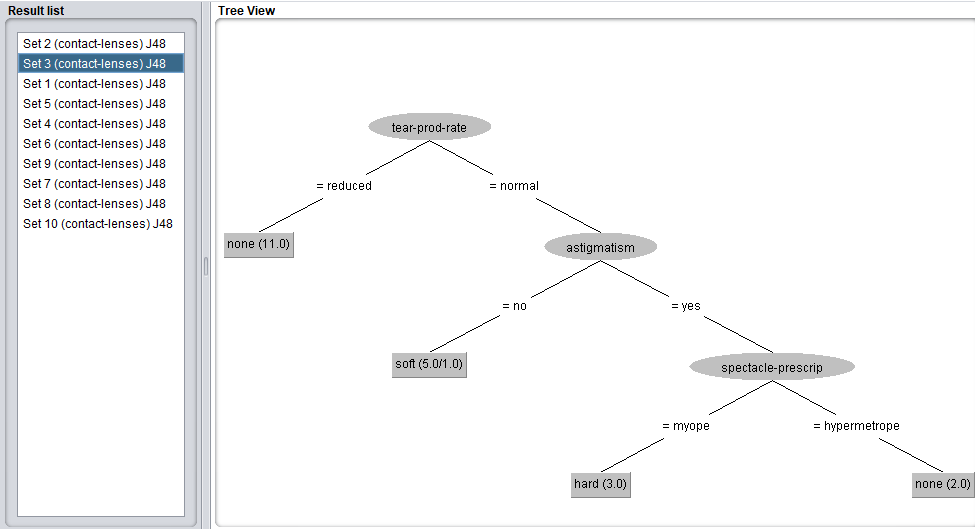 Result list
Set 2 (contact-lenses) J48
Set 3 (contact-lenses) J48
Set 1 (contact-lenses) J48
Set 5 (contact-lenses) J48
Set 4 (contact-lenses) J48
Set 6 (contact-lenses) J48
Set 9 (contact-lenses) J48
Set 7 (contact-lenses) J48
Set 8 (contact-lenses) J48
Set 10 (contact-lenses) J48
Tree View
tear-prod-rate
= reduced
= normal
none (11.0)
astigmatism
= no
= yes
soft (5.0/1.0)
spectacle-prescrip
= myope
= hypermetrope
hard (3.0)
none (2.0)